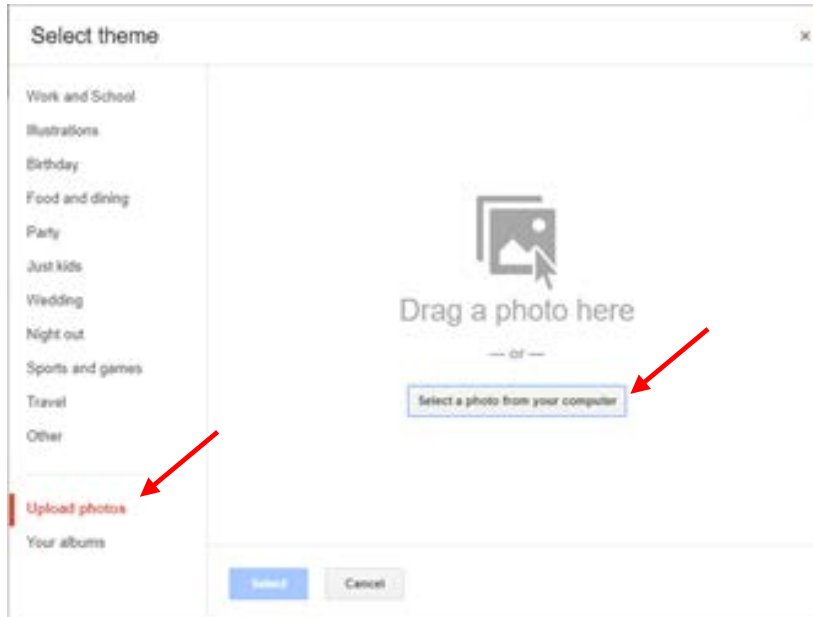 Select theme
×
Work and School
Illustrations
Birthday
Food and dining
Party
Just kids
Wedding
Night out
Sports and games
Travel
Other
Upload photos
Your albums
Drag a photo here
— or —
Select a photo from your computer
Select
Cancel